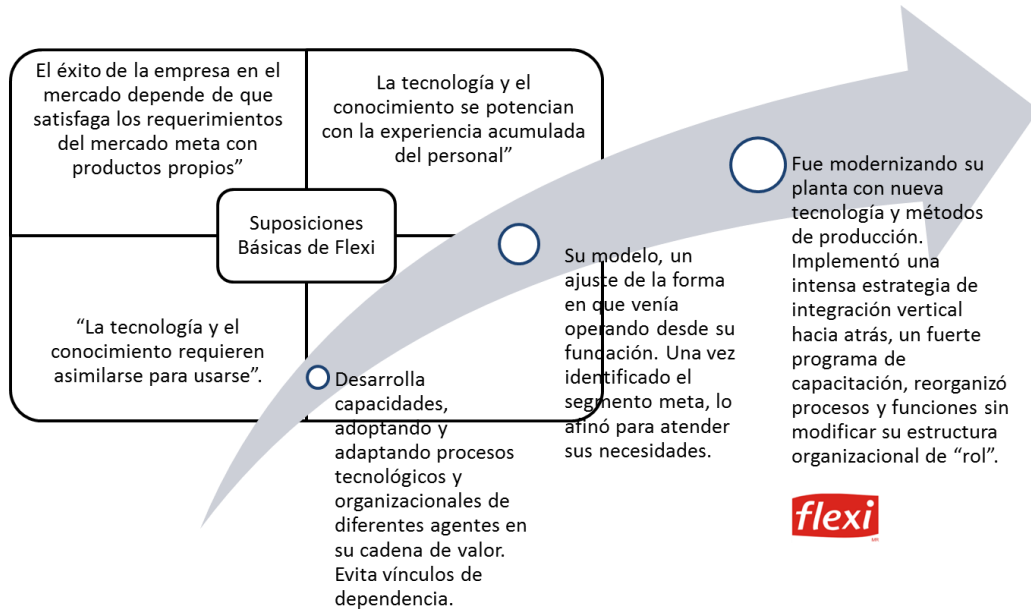 El éxito de la empresa en el
mercado depende de que
satisfaga los requerimientos
del mercado meta con
productos propios”
La tecnología y el
conocimiento se potencian
con la experiencia acumulada
del personal”
Suposiciones
Básicas de Flexi
“La tecnología y el
conocimiento requieren
asimilarse para usarse”.
Desarrolla
capacidades,
adoptando y
adaptando procesos
tecnológicos y
organizacionales de
diferentes agentes en
su cadena de valor.
Evita vínculos de
dependencia.
Su modelo, un
ajuste de la forma
en que venía
operando desde su
fundación. Una vez
identificado el
segmento meta, lo
afinó para atender
sus necesidades.
Fue modernizando su
planta con nueva
tecnología y métodos
de producción.
Implementó una
intensa estrategia de
integración vertical
hacia atrás, un fuerte
programa de
capacitación, reorganizó
procesos y funciones sin
modificar su estructura
organizacional de “rol”.
flexi